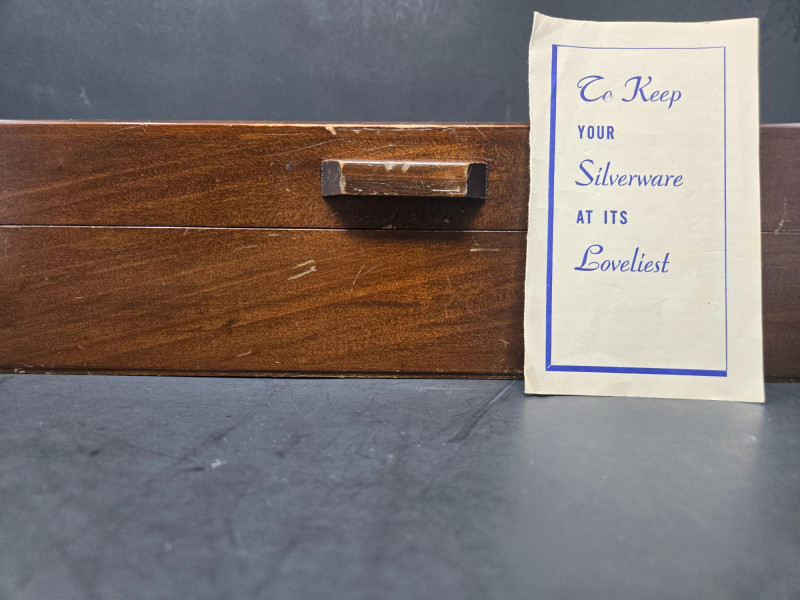 To Keep
YOUR
Silverware
AT ITS
Loveliest